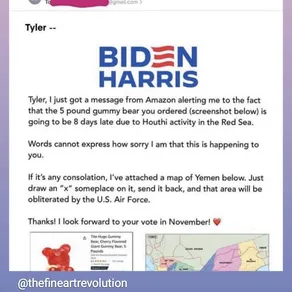 @gmail.com
Tyler --
BIDEN
HARRIS
Tyler, I just got a message from Amazon alerting me to the fact
that the 5 pound gummy bear you ordered (screenshot below) is
going to be 8 days late due to Houthi activity in the Red Sea.
Words cannot express how sorry I am that this is happening to
you.
If it's any consolation, I've attached a map of Yemen below. Just
draw an "x" someplace on it, send it back, and that area will be
obliterated by the U.S. Air Force.
Thanks! I look forward to your vote in November! ❤️
The Huge Gummy
Bear, Cherry Flavored
Giant Gummy Bear, 5
Pounds
@thefineartrevolution